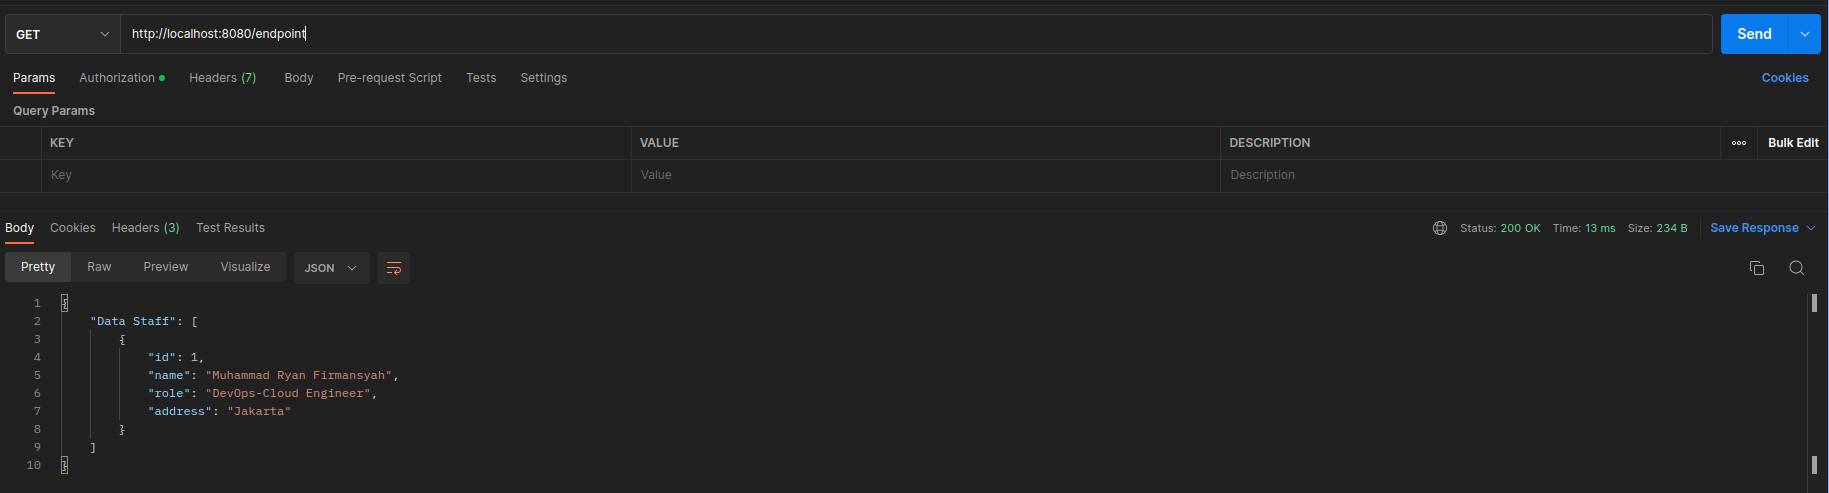 GET http://localhost:8080/endpoint Send
Params Authorization Headers (7) Body Pre-request Script Tests Settings Cookies
Query Params
KEY VALUE DESCRIPTION ooo Bulk Edit
Key Value Description
Body Cookies Headers (3) Test Results Status: 200 OK Time: 13 ms Size: 234 B Save Response
Pretty Raw Preview Visualize JSON
1 {
2 "Data Staff": [
3 {
4 "id": 1,
5 "name": "Muhammad Ryan Firmansyah",
6 "role": "DevOps-Cloud Engineer",
7 "address": "Jakarta"
8 }
9 ]
10 }